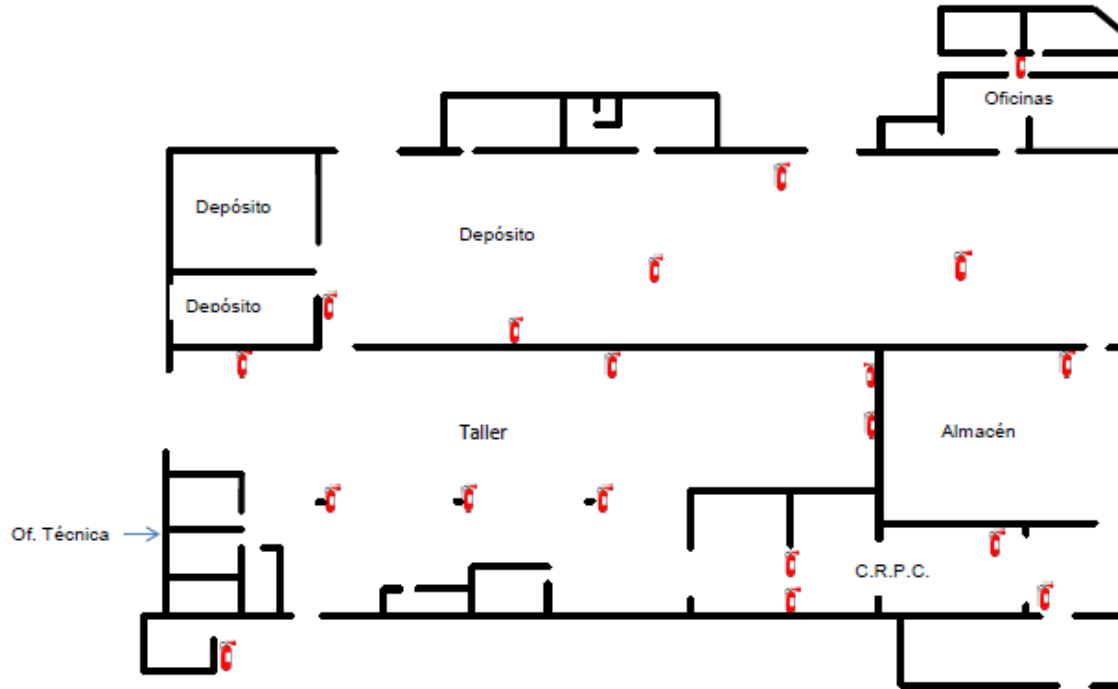 Oficinas
Depósito
Depósito
Depósito
Taller
Almacén
Of. Técnica
C.R.P.C.